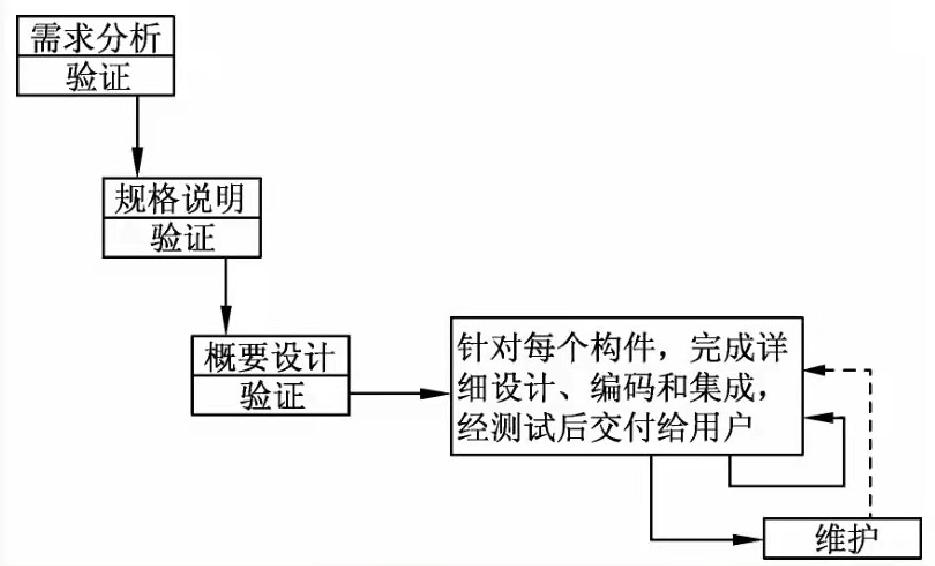 需求分析
验证
规格说明
验证
概要设计
验证
针对每个构件，完成详
细设计、编码和集成，
经测试后交付给用户
维护